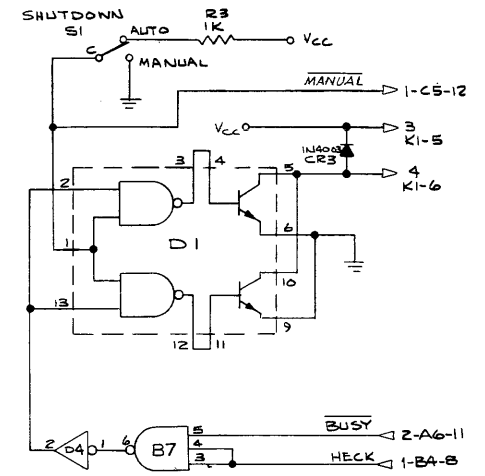 SHUTDOWN
S1
R3
1K
AUTO
VCC
C
MANUAL
MANUAL
1-C5-12
VCC
3
K1-5
1N4003
CR3
3 4
5
4
K1-6
2
6
1
D1
10
13
9
12 11
BUSY
5
2-A6-11
2
D4
1
6
B7
4
HECK
3
1-B4-8